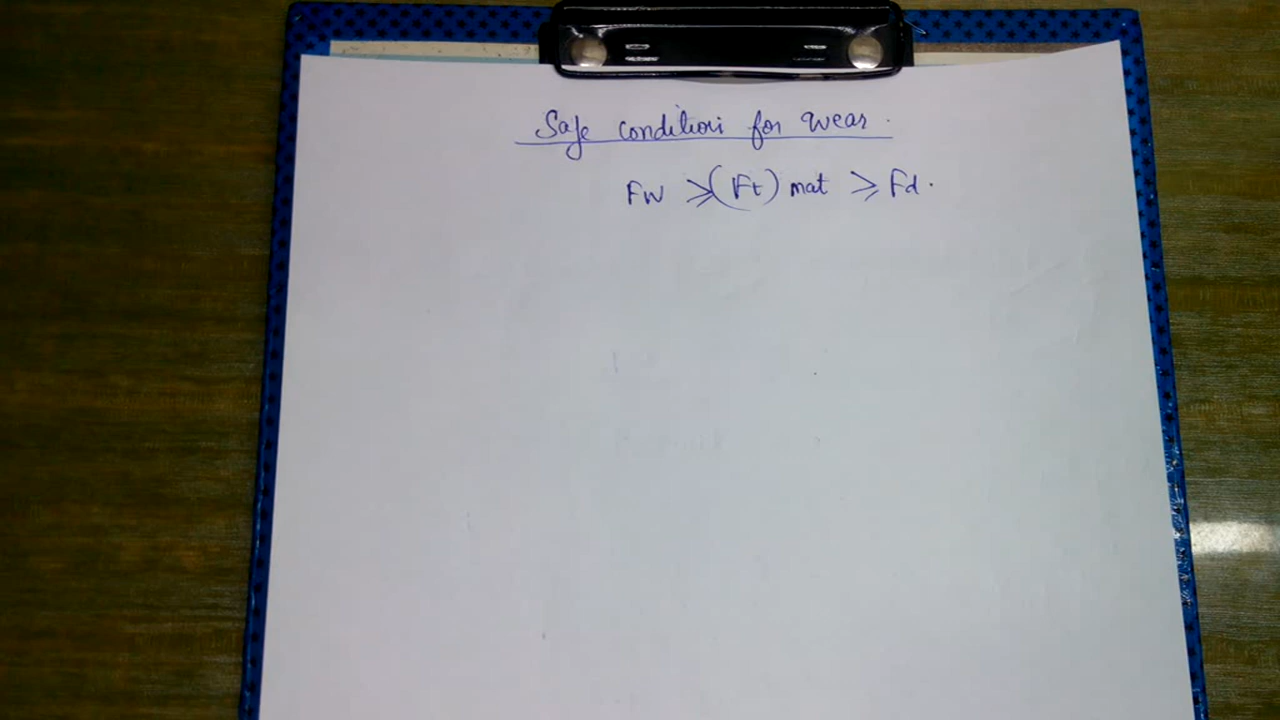 Safe condition for wear.
Fw ≥ (Ft) mat ≥ Fd.